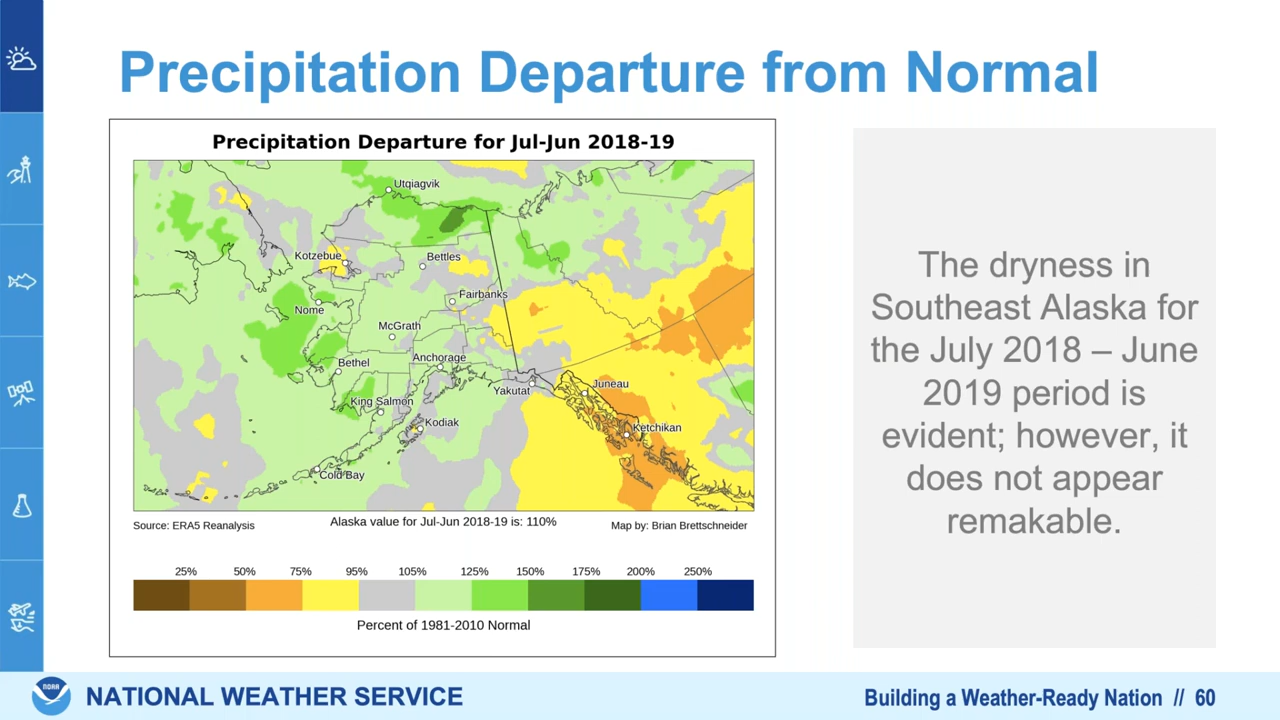 Precipitation Departure from Normal
Precipitation Departure for Jul-Jun 2018-19
Utqiagvik
Kotzebue
Bettles
Fairbanks
Nome
McGrath
Anchorage
Bethel
Yakutat
Juneau
King Salmon
Kodiak
Ketchikan
Cold Bay
Source: ERA5 Reanalysis
Alaska value for Jul-Jun 2018-19 is: 110%
Map by: Brian Brettschneider
25% 50% 75% 95% 105% 125% 150% 175% 200% 250%
Percent of 1981-2010 Normal
The dryness in
Southeast Alaska for
the July 2018 – June
2019 period is
evident; however, it
does not appear
remakable.
NOAA
NATIONAL WEATHER SERVICE
Building a Weather-Ready Nation // 60